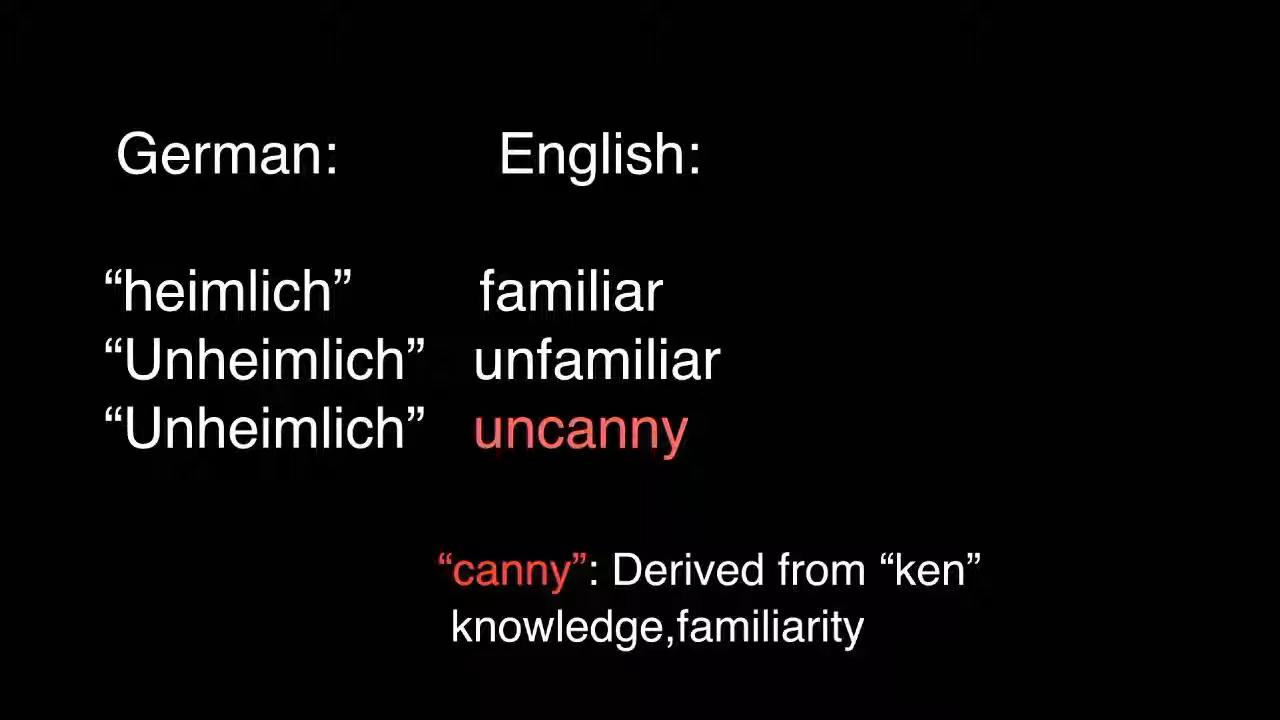 German: English:
“heimlich” familiar
“Unheimlich” unfamiliar
“Unheimlich” uncanny
“canny”: Derived from “ken”
knowledge,familiarity